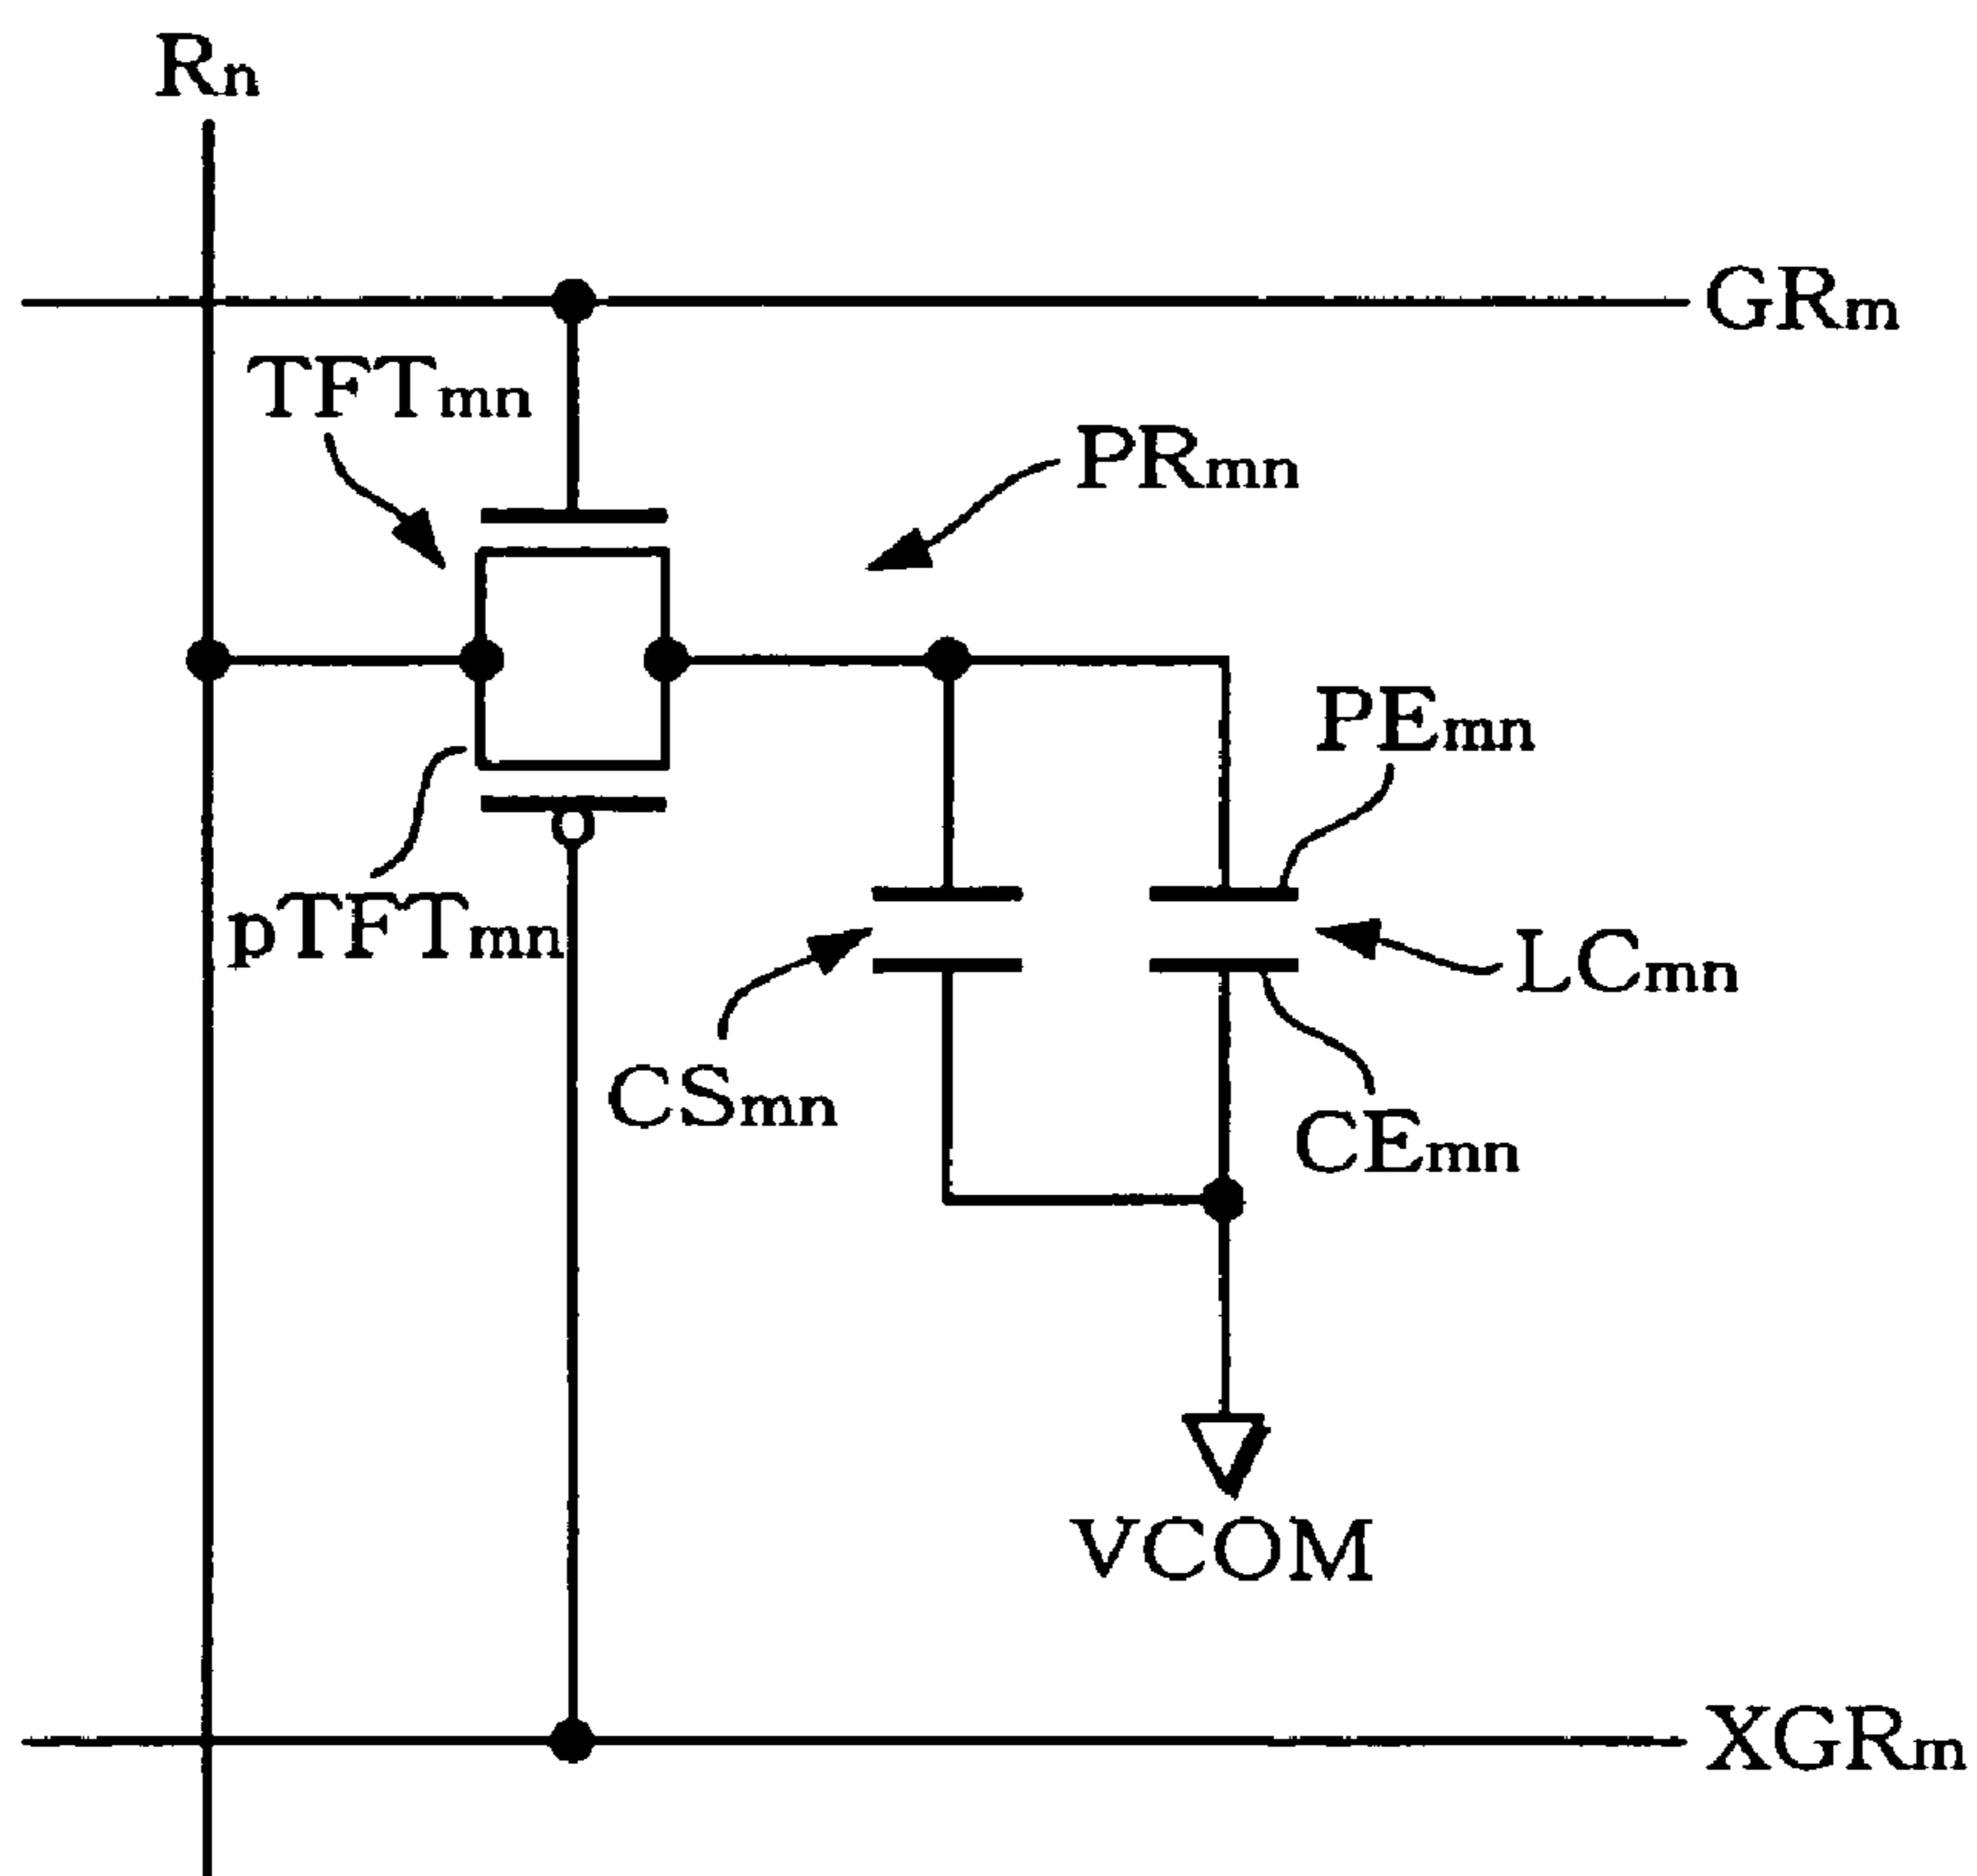 Rn
GRm
TFTmn
PRmn
PEmn
pTFTmn
LCmn
CSmn
CEmn
VCOM
XGRm